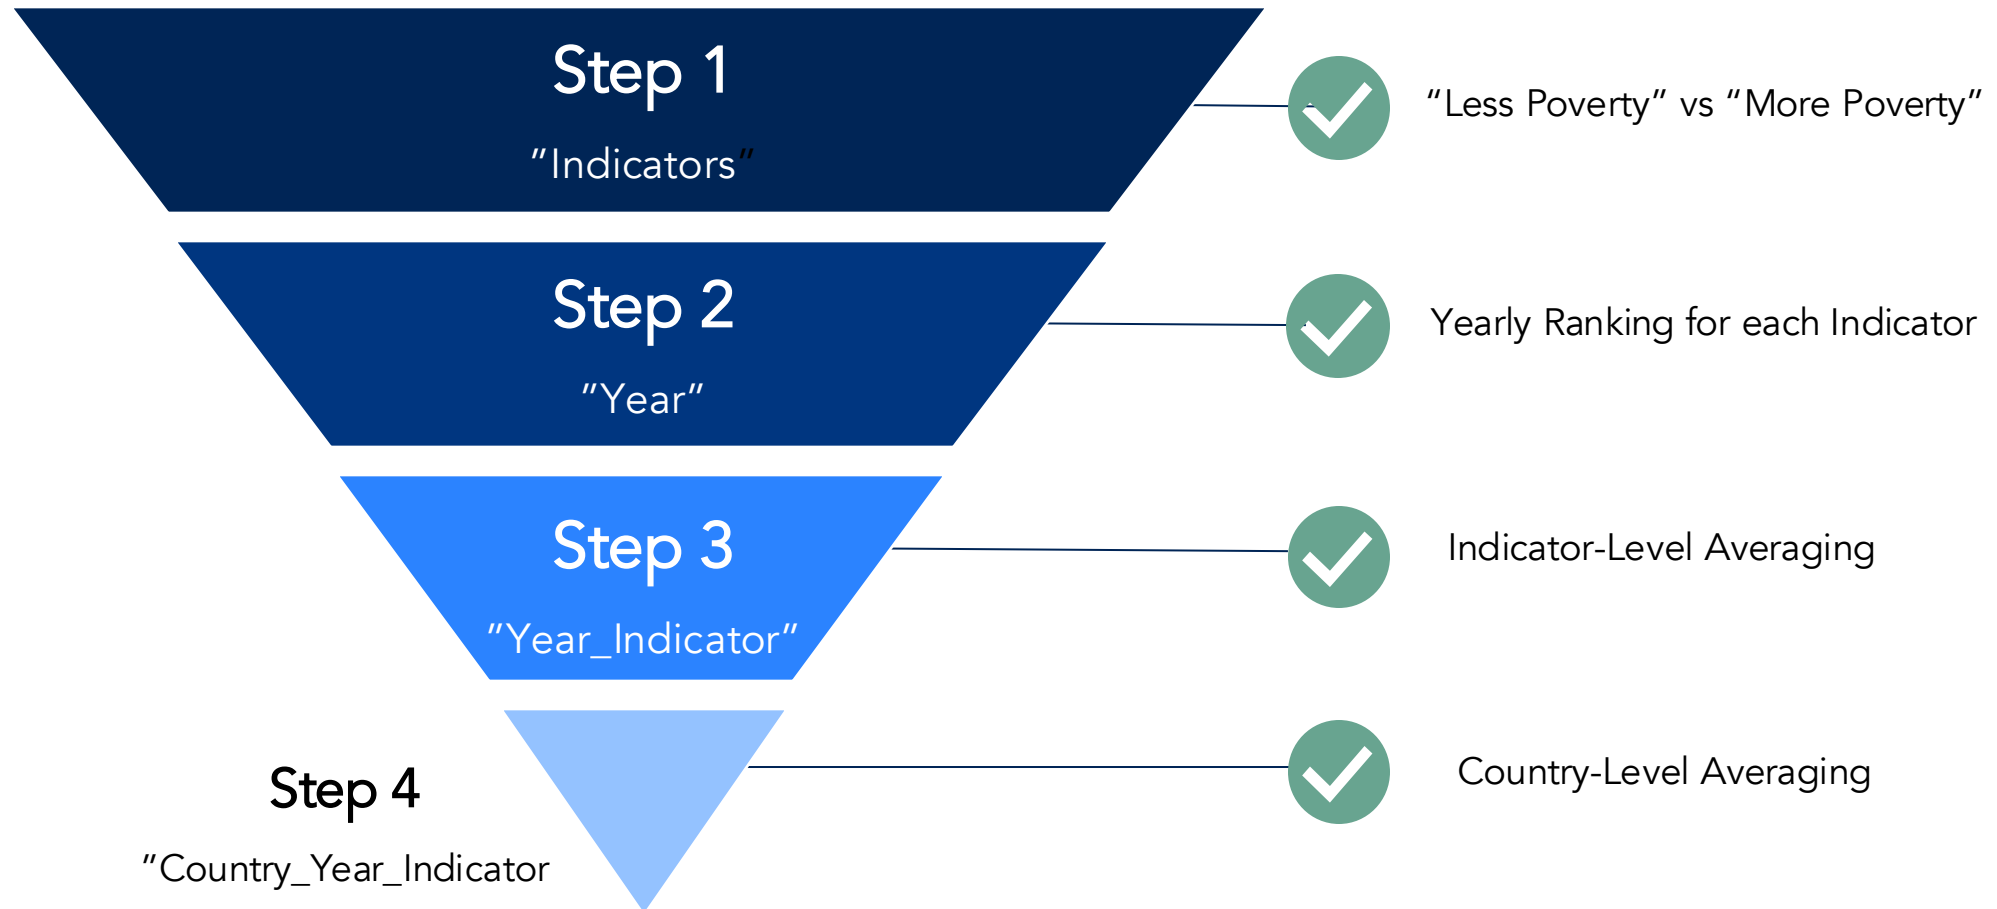 Step 1
”Indicators”
“Less Poverty” vs “More Poverty”
Step 2
”Year”
Yearly Ranking for each Indicator
Step 3
”Year_Indicator”
Indicator-Level Averaging
Step 4
”Country_Year_Indicator
Country-Level Averaging